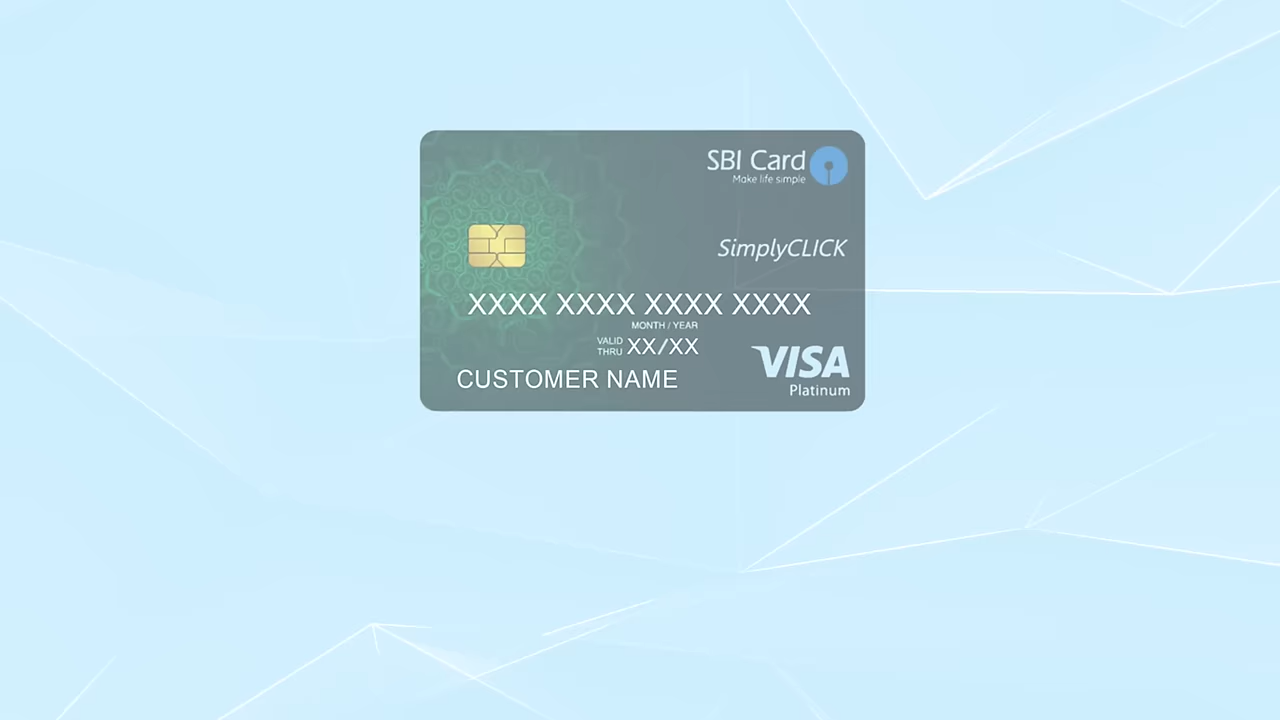 SBI Card
Make life simple
SimplyCLICK
XXXX XXXX XXXX XXXX
MONTH / YEAR
VALID THRU XX/XX
CUSTOMER NAME
VISA
Platinum